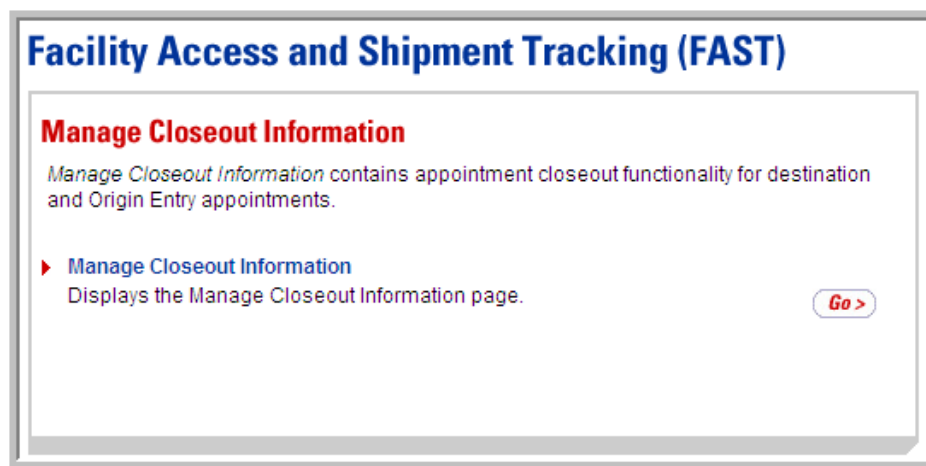 Facility Access and Shipment Tracking (FAST)
Manage Closeout Information
Manage Closeout Information contains appointment closeout functionality for destination
and Origin Entry appointments.
Manage Closeout Information
Displays the Manage Closeout Information page.
Go >